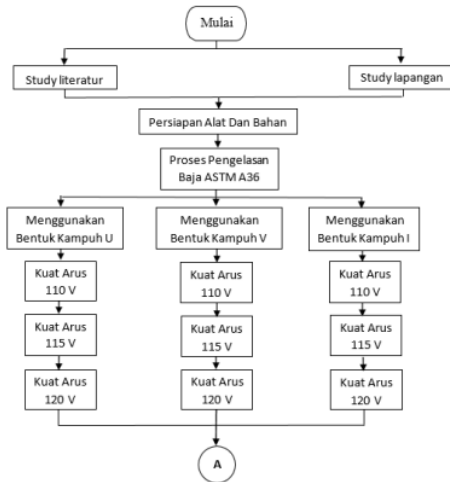 Mulai
Study literatur
Study lapangan
Persiapan Alat Dan Bahan
Proses Pengelasan
Baja ASTM A36
Menggunakan
Bentuk Kampuh U
Menggunakan
Bentuk Kampuh V
Menggunakan
Bentuk Kampuh I
Kuat Arus
110 V
Kuat Arus
110 V
Kuat Arus
110 V
Kuat Arus
115 V
Kuat Arus
115 V
Kuat Arus
115 V
Kuat Arus
120 V
Kuat Arus
120 V
Kuat Arus
120 V
A